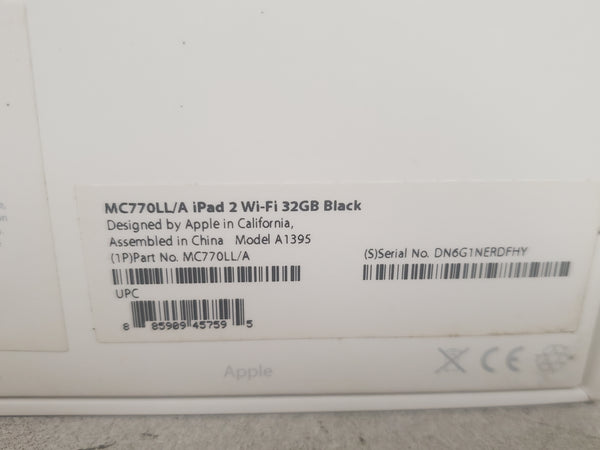 MC770LL/A iPad 2 Wi-Fi 32GB Black
Designed by Apple in California,
Assembled in China Model A1395
(1P)Part No. MC770LL/A
(S)Serial No. DN6G1NERDFHY
UPC
8 85909 45759 5
Apple
CE